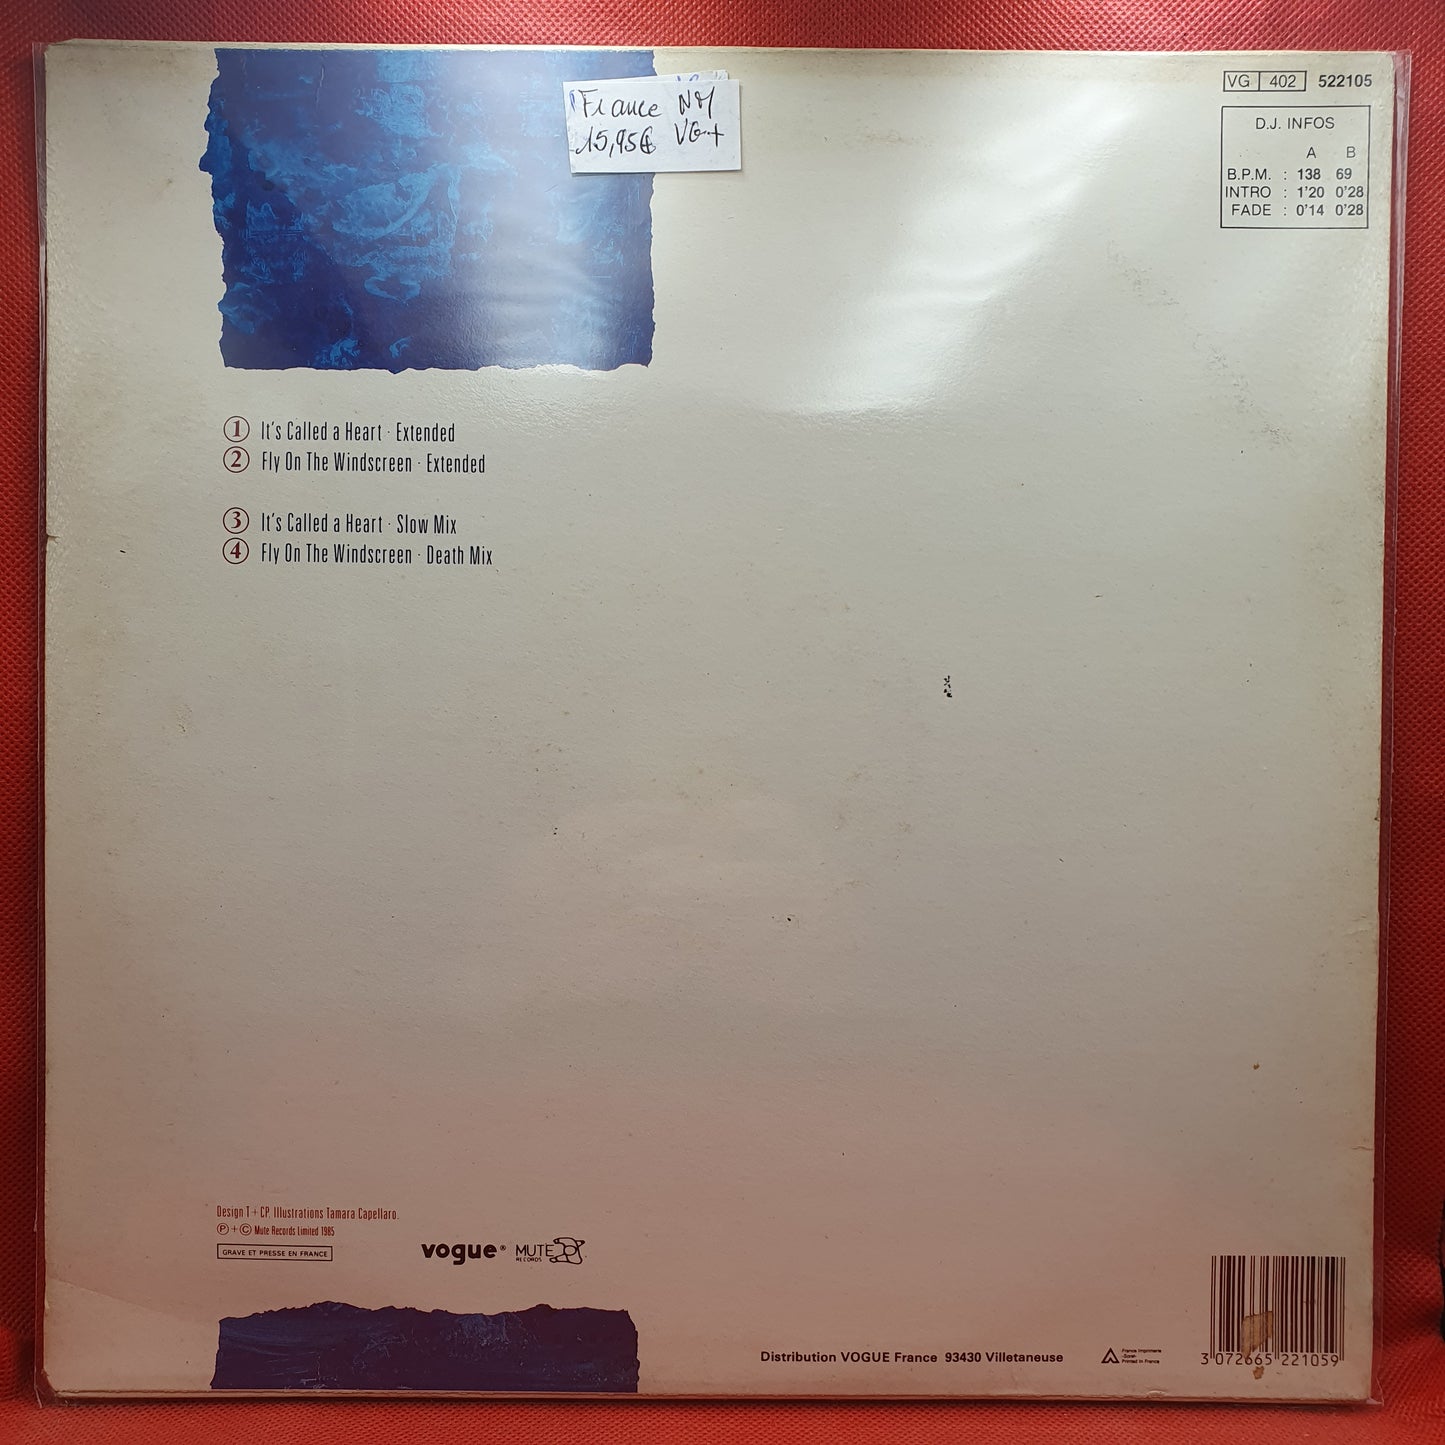 France NM
15,95€ VG+
VG 402 522105
D.J. INFOS
A B
B.P.M. : 138 69
INTRO : 1'20 0'28
FADE : 0'14 0'28
1 It's Called a Heart · Extended
2 Fly On The Windscreen · Extended
3 It's Called a Heart · Slow Mix
4 Fly On The Windscreen · Death Mix
Design T + CP. Illustrations Tamara Capellaro.
℗ + © Mute Records Limited 1985
GRAVE ET PRESSE EN FRANCE
vogue® MUTE
RECORDS
Distribution VOGUE France 93430 Villetaneuse
France Imprimerie
Printed in France
3 072665 221059